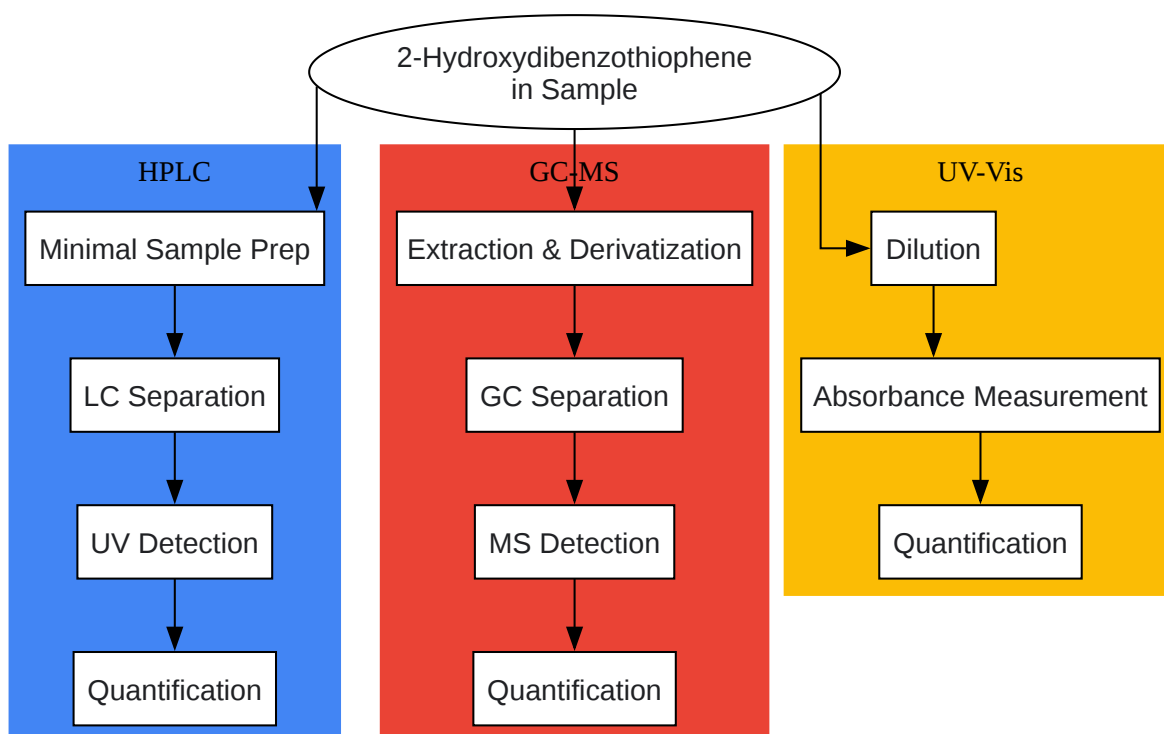 2-Hydroxydibenzothiophene
in Sample
HPLC
Minimal Sample Prep
LC Separation
UV Detection
Quantification
GC-MS
Extraction & Derivatization
GC Separation
MS Detection
Quantification
UV-Vis
Dilution
Absorbance Measurement
Quantification